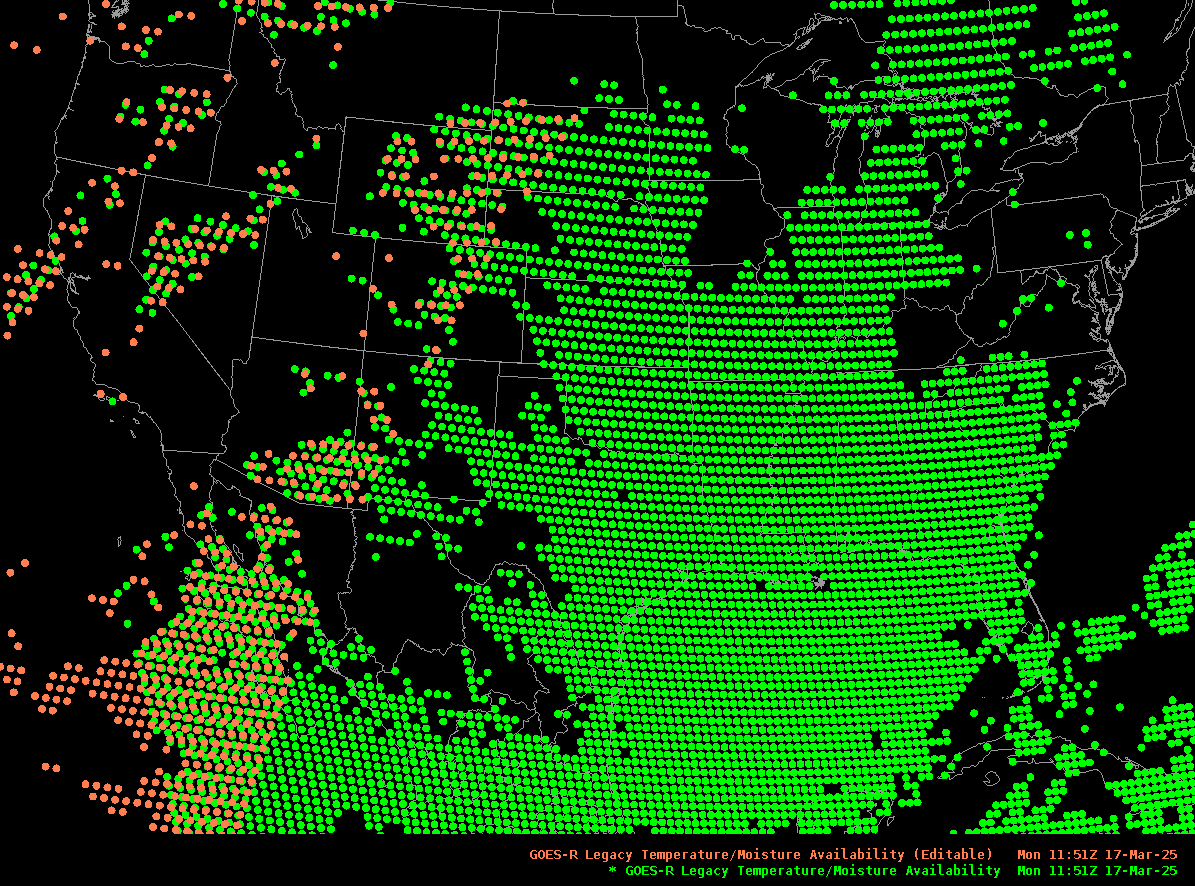 GOES-R Legacy Temperature/Moisture Availability (Editable) Mon 11:51Z 17-Mar-25
* GOES-R Legacy Temperature/Moisture Availability Mon 11:51Z 17-Mar-25